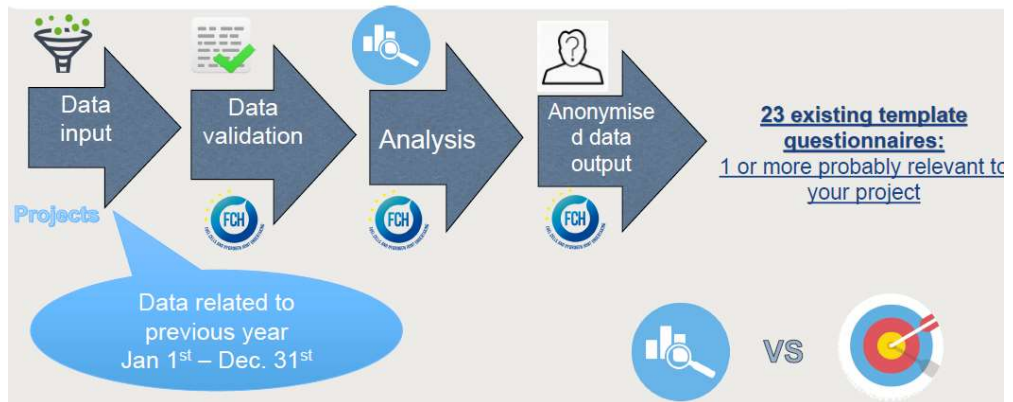 Data
input
Data
validation
Analysis
Anonymise
d data
output
23 existing template
questionnaires:
1 or more probably relevant to
your project
Projects
FCH
FCH
FCH
Data related to
previous year
Jan 1st – Dec. 31st
VS